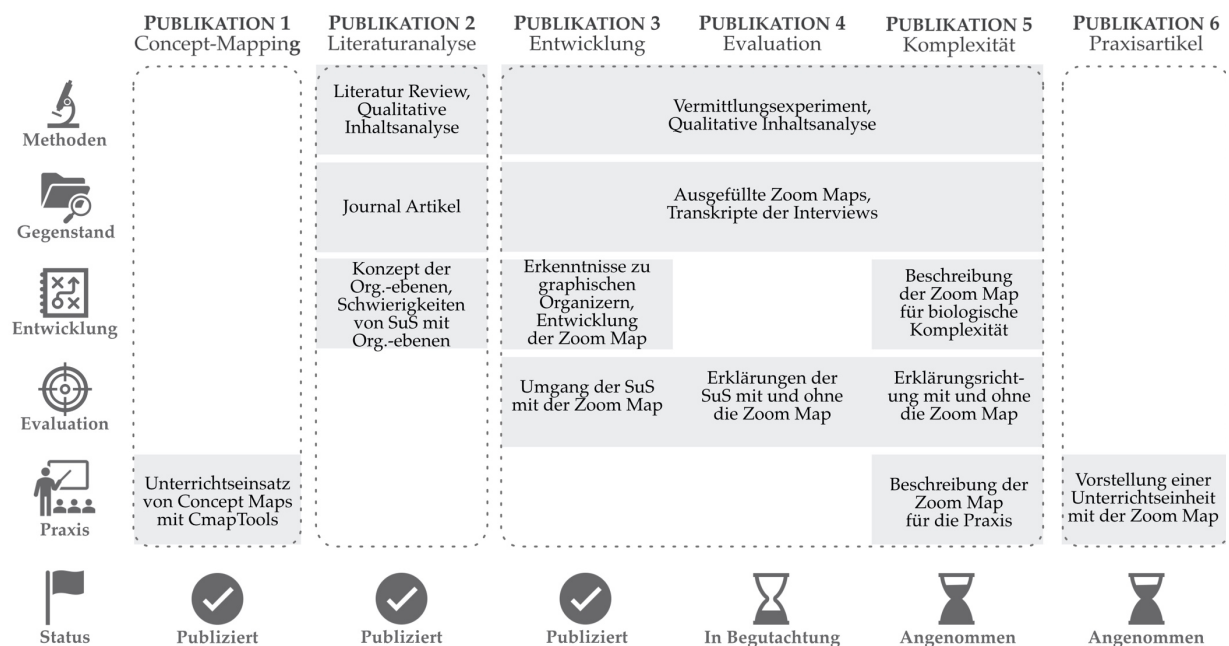 PUBLIKATION 1
Concept-Mapping
PUBLIKATION 2
Literaturanalyse
PUBLIKATION 3
Entwicklung
PUBLIKATION 4
Evaluation
PUBLIKATION 5
Komplexität
PUBLIKATION 6
Praxisartikel
Methoden
Literatur Review,
Qualitative
Inhaltsanalyse
Vermittlungsexperiment,
Qualitative Inhaltsanalyse
Gegenstand
Journal Artikel
Ausgefüllte Zoom Maps,
Transkripte der Interviews
Entwicklung
Konzept der
Org.-ebenen,
Schwierigkeiten
von SuS mit
Org.-ebenen
Erkenntnisse zu
graphischen
Organizern,
Entwicklung
der Zoom Map
Beschreibung
der Zoom Map
für biologische
Komplexität
Evaluation
Umgang der SuS
mit der Zoom Map
Erklärungen der
SuS mit und ohne
die Zoom Map
Erklärungsricht-
ung mit und ohne
die Zoom Map
Praxis
Unterrichtseinsatz
von Concept Maps
mit CmapTools
Beschreibung der
Zoom Map
für die Praxis
Vorstellung einer
Unterrichtseinheit
mit der Zoom Map
Status
Publiziert
Publiziert
Publiziert
In Begutachtung
Angenommen
Angenommen